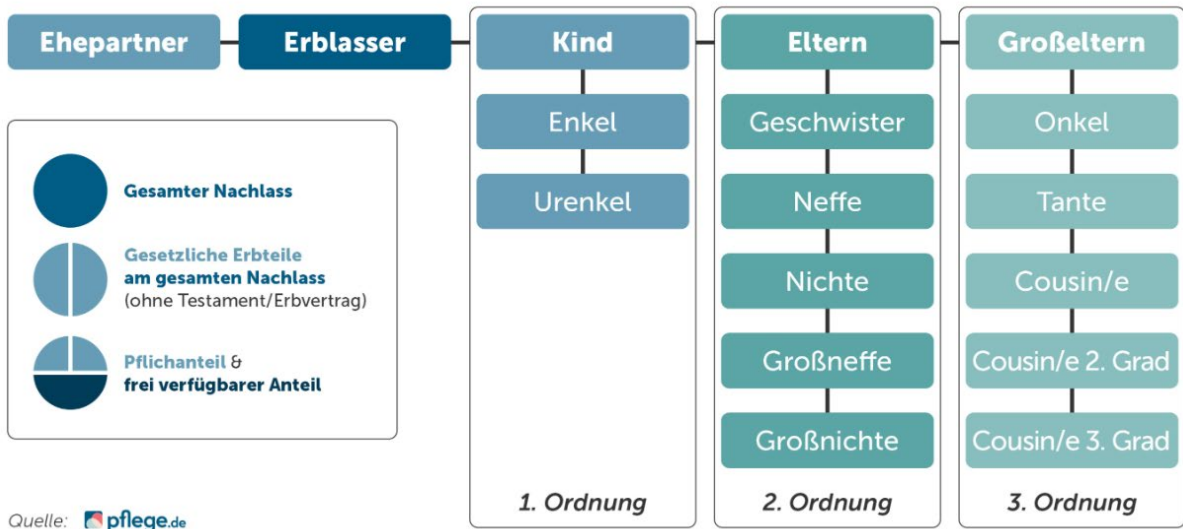 Ehepartner
Erblasser
Gesamter Nachlass
Gesetzliche Erbteile
am gesamten Nachlass
(ohne Testament/Erbvertrag)
Pflichanteil &
frei verfügbarer Anteil
Kind
Enkel
Urenkel
1. Ordnung
Eltern
Geschwister
Neffe
Nichte
Großneffe
Großnichte
2. Ordnung
Großeltern
Onkel
Tante
Cousin/e
Cousin/e 2. Grad
Cousin/e 3. Grad
3. Ordnung
Quelle: pflege.de